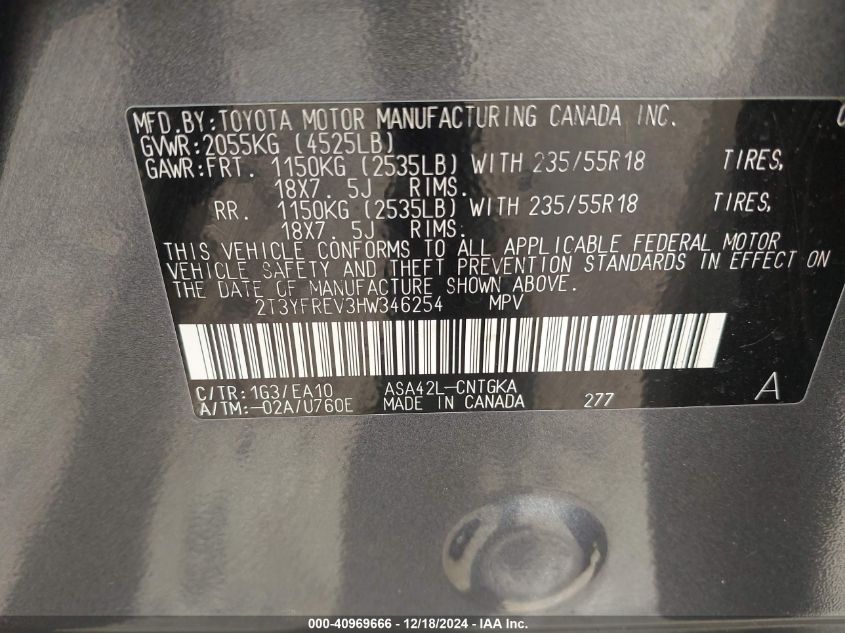 MFD.BY:TOYOTA MOTOR MANUFACTURING CANADA INC.
GVWR:2055KG (4525LB)
GAWR:FRT. 1150KG (2535LB) WITH 235/55R18 TIRES,
18X7. 5J RIMS.
RR. 1150KG (2535LB) WITH 235/55R18 TIRES,
18X7. 5J RIMS.
THIS VEHICLE CONFORMS TO ALL APPLICABLE FEDERAL MOTOR
VEHICLE SAFETY AND THEFT PREVENTION STANDARDS IN EFFECT ON
THE DATE OF MANUFACTURE SHOWN ABOVE.
2T3YFREV3HW346254 MPV
C/TR:1G3/EA10 ASA42L-CNTGKA
A/TM:-02A/U760E MADE IN CANADA 277 A
000-40969666 - 12/18/2024 - IAA Inc.